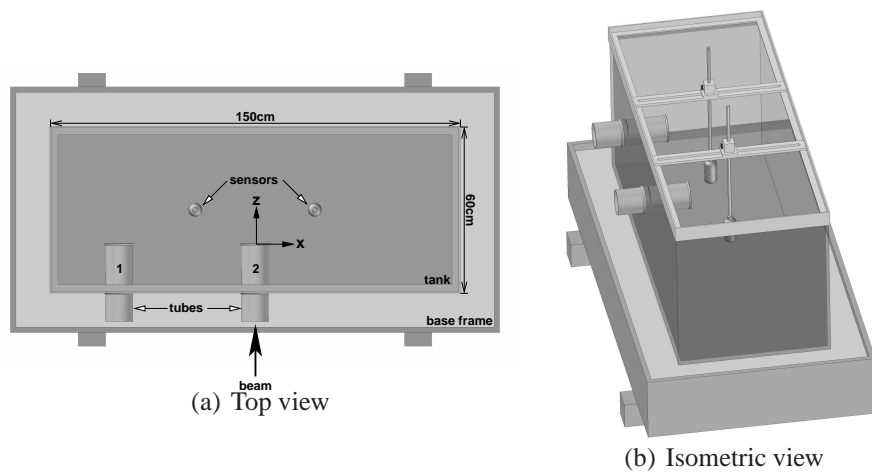 150cm
sensors
z
x
60cm
1
2
tank
tubes
base frame
beam
(a) Top view
(b) Isometric view